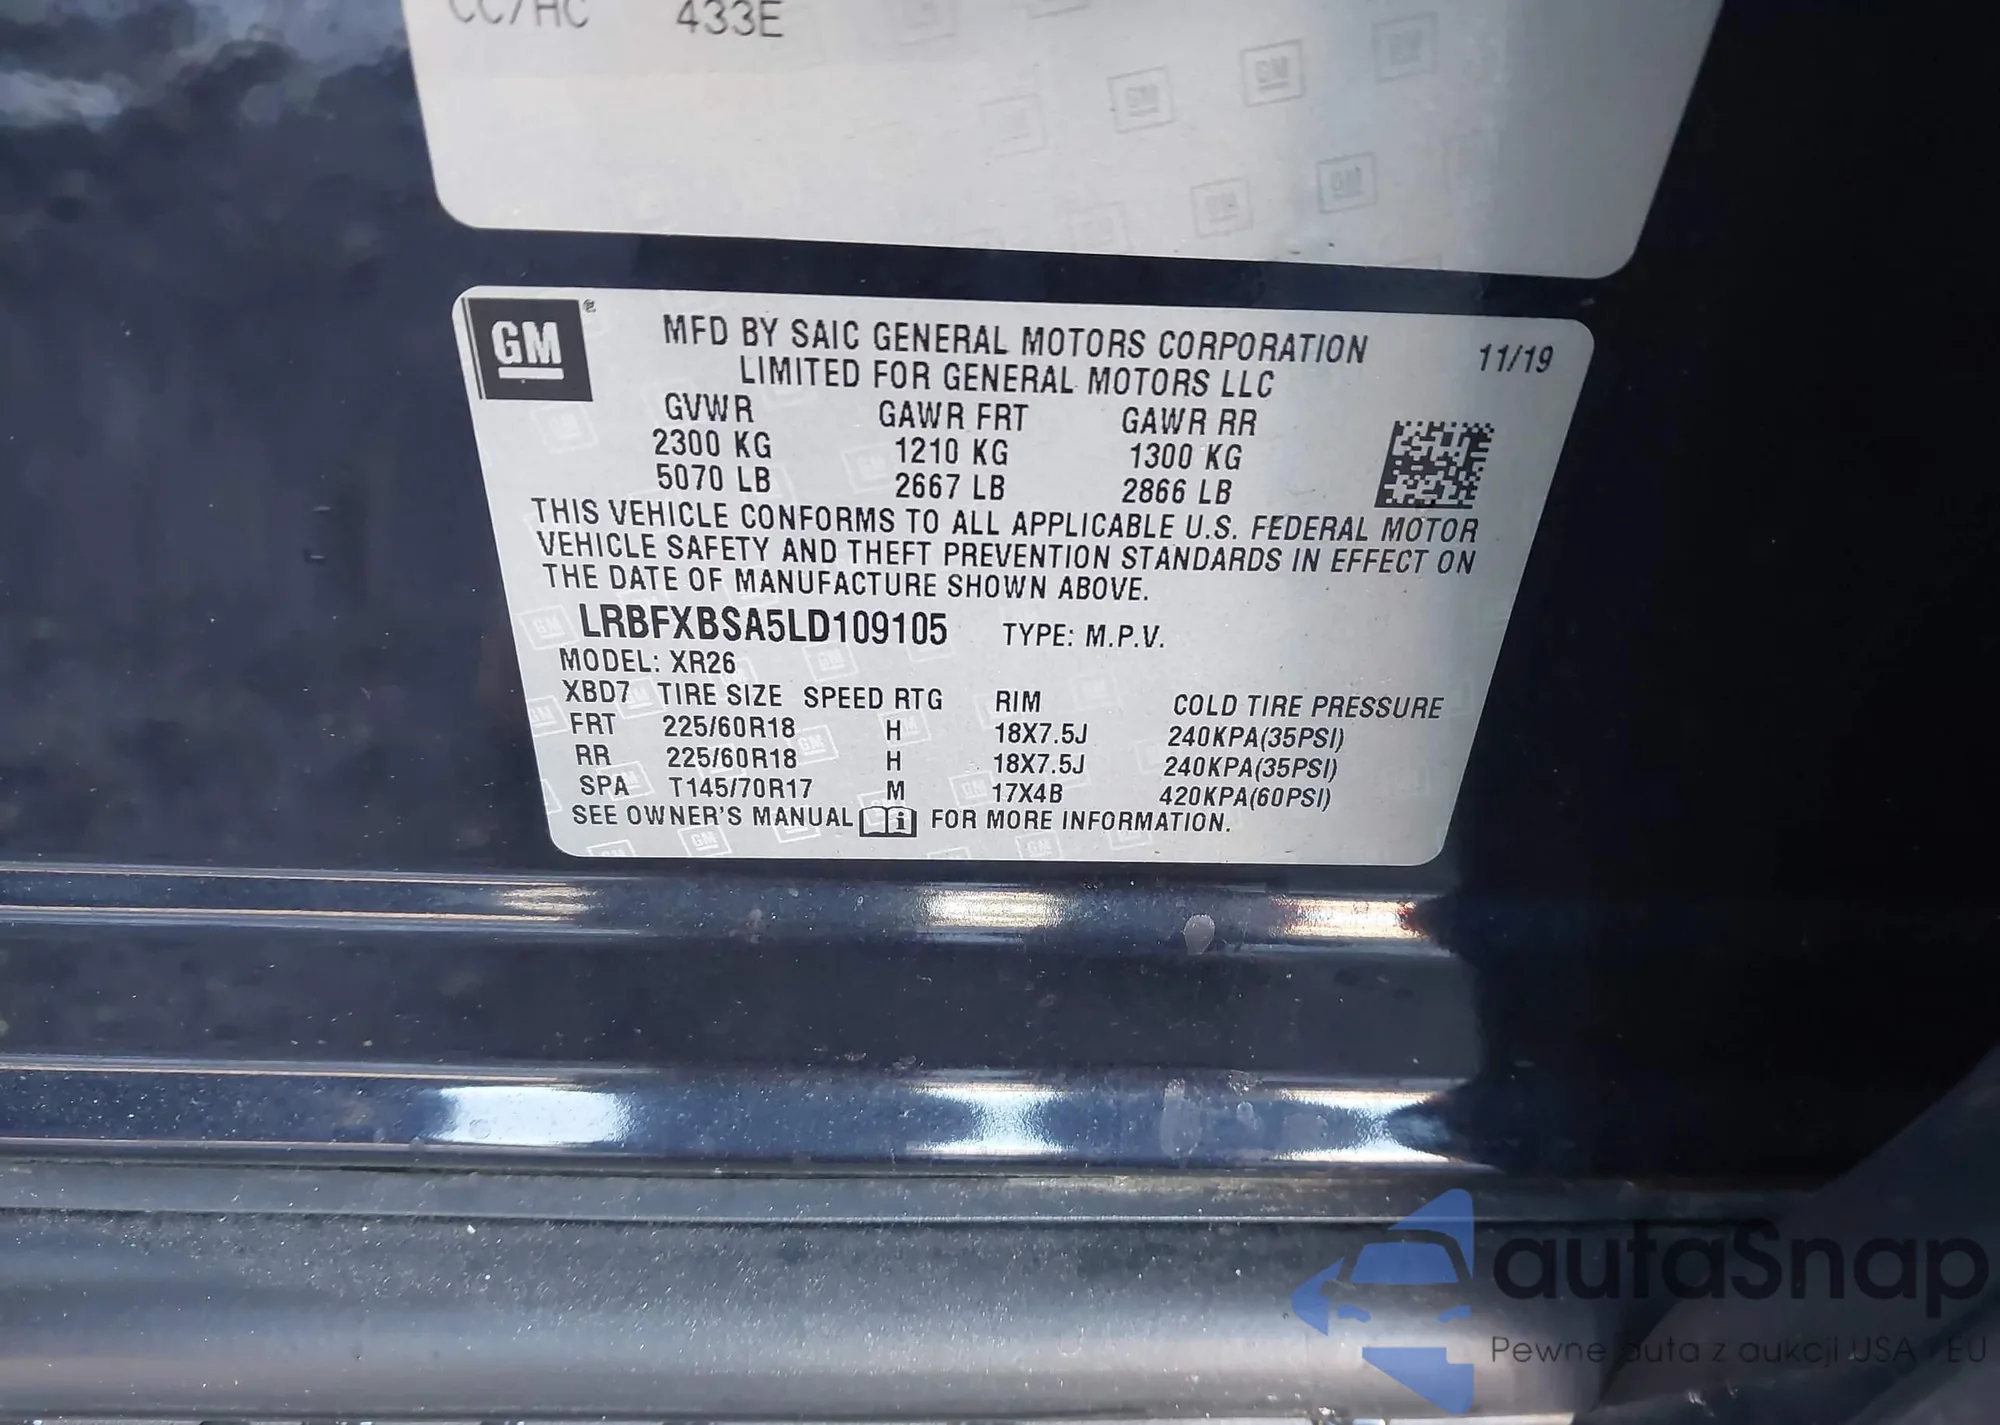 CC/HC 433E
GM
MFD BY SAIC GENERAL MOTORS CORPORATION
LIMITED FOR GENERAL MOTORS LLC
11/19
GVWR GAWR FRT GAWR RR
2300 KG 1210 KG 1300 KG
5070 LB 2667 LB 2866 LB
THIS VEHICLE CONFORMS TO ALL APPLICABLE U.S. FEDERAL MOTOR
VEHICLE SAFETY AND THEFT PREVENTION STANDARDS IN EFFECT ON
THE DATE OF MANUFACTURE SHOWN ABOVE.
LRBFXBSA5LD109105 TYPE: M.P.V.
MODEL: XR26
XBD7 TIRE SIZE SPEED RTG RIM COLD TIRE PRESSURE
FRT 225/60R18 H 18X7.5J 240KPA(35PSI)
RR 225/60R18 H 18X7.5J 240KPA(35PSI)
SPA T145/70R17 M 17X4B 420KPA(60PSI)
SEE OWNER'S MANUAL i FOR MORE INFORMATION.
autaSnap
Pewne auta z aukcji USA i EU